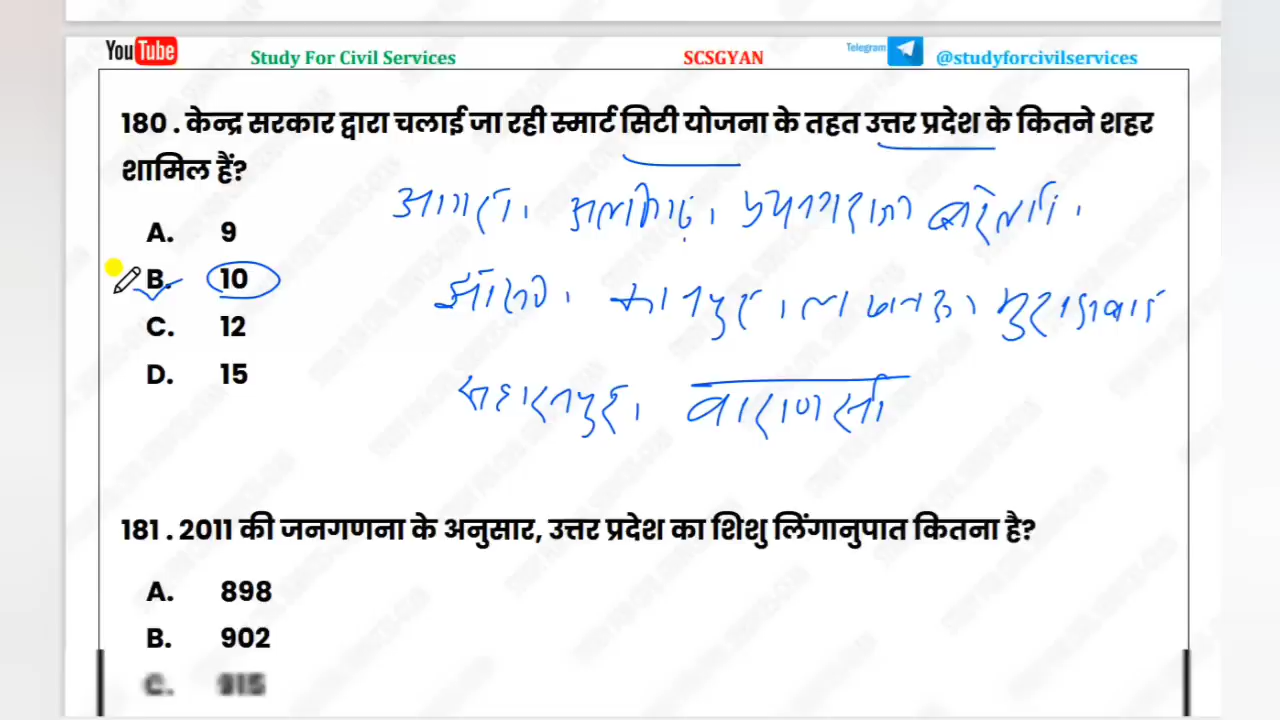 YouTube Study For Civil Services SCSGYAN Telegram @studyforcivilservices
180 . केन्द्र सरकार द्वारा चलाई जा रही स्मार्ट सिटी योजना के तहत उत्तर प्रदेश के कितने शहर
शामिल हैं?
आगरा। अलीगढ़। प्रयागराज बरेली।
A. 9
B. 10
झाँसी। कानपुर। लखनऊ। मुरादाबाद
C. 12
D. 15
सहारनपुर। वाराणसी
181 . 2011 की जनगणना के अनुसार, उत्तर प्रदेश का शिशु लिंगानुपात कितना है?
A. 898
B. 902
C. 915